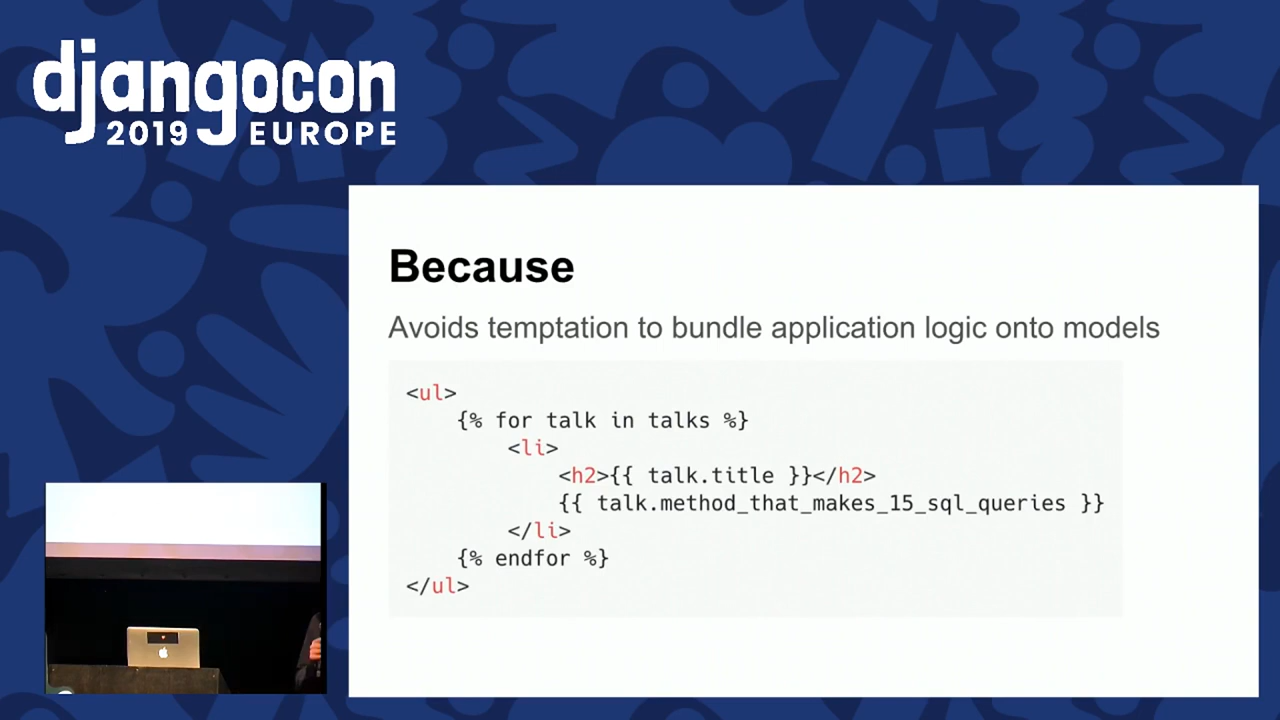 djangocon
2019 EUROPE
Because
Avoids temptation to bundle application logic onto models
<ul>
    {% for talk in talks %}
        <li>
            <h2>{{ talk.title }}</h2>
            {{ talk.method_that_makes_15_sql_queries }}
        </li>
    {% endfor %}
</ul>